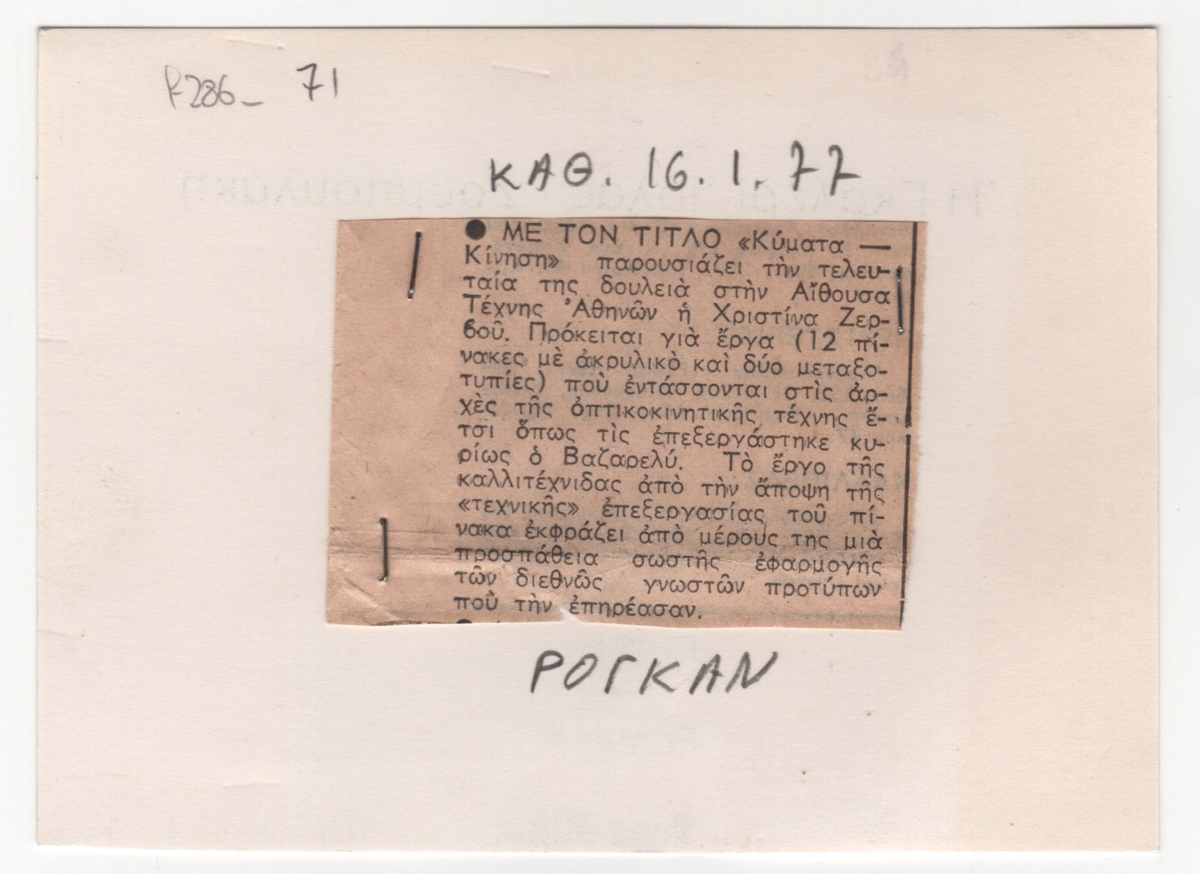 F286_ 71
ΚΑΘ. 16.1.77
● ΜΕ ΤΟΝ ΤΙΤΛΟ «Κύματα —
Κίνηση» παρουσιάζει τὴν τελευ-
ταία της δουλειὰ στὴν Αἴθουσα
Τέχνης Ἀθηνῶν ἡ Χριστίνα Ζερ-
βοῦ. Πρόκειται γιὰ ἔργα (12 πί-
νακες μὲ ἀκρυλικὸ καὶ δύο μεταξο-
τυπίες) ποὺ ἐντάσσονται στὶς ἀρ-
χὲς τῆς ὀπτικοκινητικῆς τέχνης ἔ-
τσι ὅπως τὶς ἐπεξεργάστηκε κυ-
ρίως ὁ Βαζαρελύ. Τὸ ἔργο τῆς
καλλιτέχνιδας ἀπὸ τὴν ἄποψη τῆς
«τεχνικῆς» ἐπεξεργασίας τοῦ πί-
νακα ἐκφράζει ἀπὸ μέρους της μιὰ
προσπάθεια σωστῆς ἐφαρμογῆς
τῶν διεθνῶς γνωστῶν προτύπων
ποὺ τὴν ἐπηρέασαν.
ΡΟΓΚΑΝ